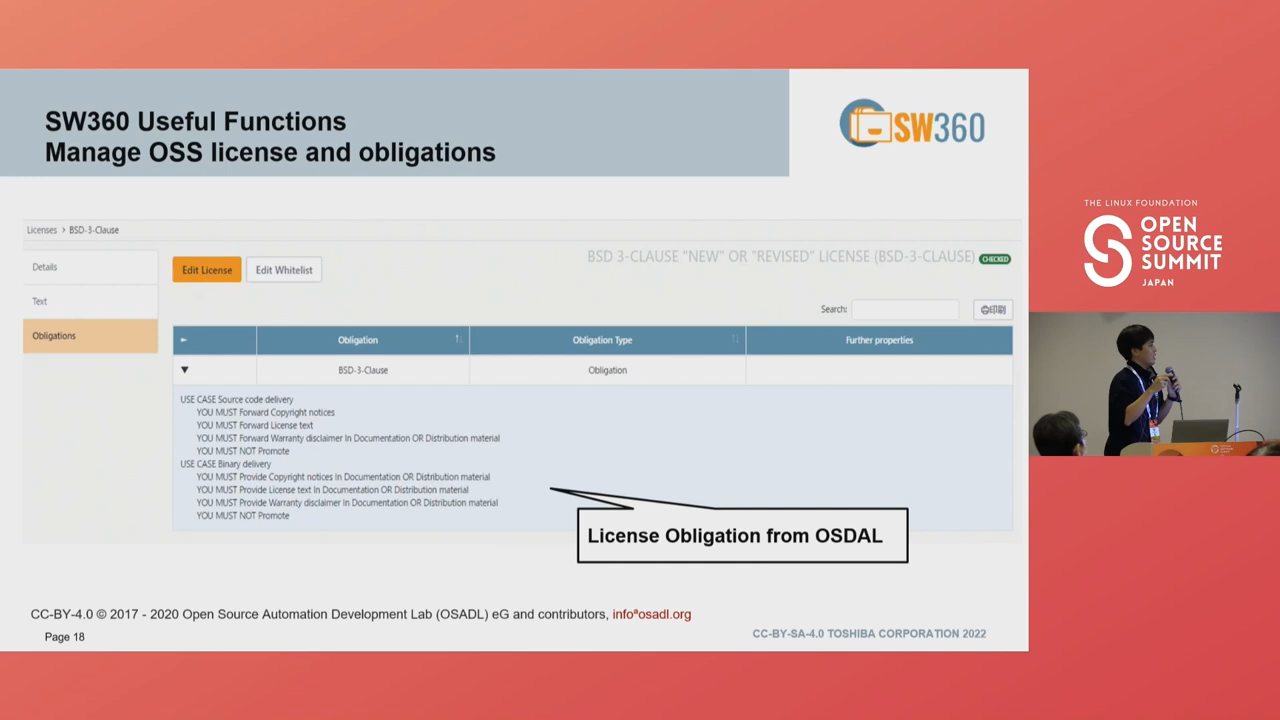 SW360 Useful Functions
Manage OSS license and obligations
SW360
Licenses > BSD-3-Clause
Details
Text
Obligations
Edit License
Edit Whitelist
BSD 3-CLAUSE "NEW" OR "REVISED" LICENSE (BSD-3-CLAUSE)
CHECKED
Search:
印刷
Obligation
Obligation Type
Further properties
BSD-3-Clause
Obligation
USE CASE Source code delivery
YOU MUST Forward Copyright notices
YOU MUST Forward License text
YOU MUST Forward Warranty disclaimer In Documentation OR Distribution material
YOU MUST NOT Promote
USE CASE Binary delivery
YOU MUST Provide Copyright notices In Documentation OR Distribution material
YOU MUST Provide License text In Documentation OR Distribution material
YOU MUST Provide Warranty disclaimer In Documentation OR Distribution material
YOU MUST NOT Promote
License Obligation from OSDAL
CC-BY-4.0 © 2017 - 2020 Open Source Automation Development Lab (OSADL) eG and contributors, infoªosadl.org
Page 18
CC-BY-SA-4.0 TOSHIBA CORPORATION 2022
THE LINUX FOUNDATION
OPEN
SOURCE
SUMMIT
JAPAN